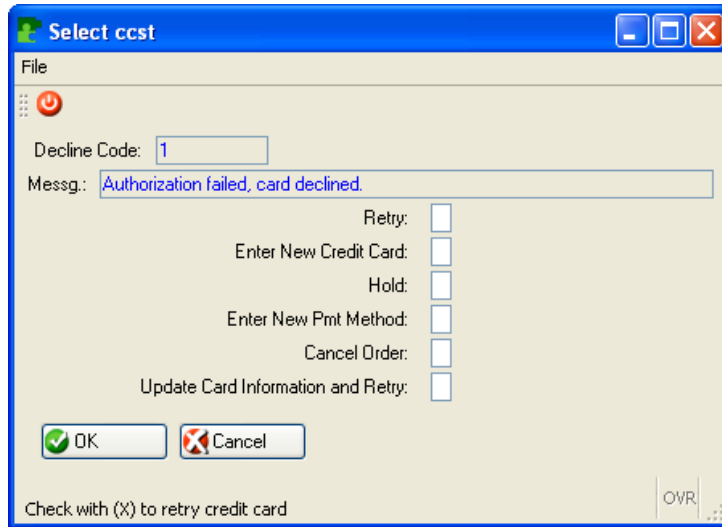 Select ccst
File
Decline Code: 1
Messg.: Authorization failed, card declined.
Retry:
Enter New Credit Card:
Hold:
Enter New Pmt Method:
Cancel Order:
Update Card Information and Retry:
OK Cancel
Check with (X) to retry credit card OVR